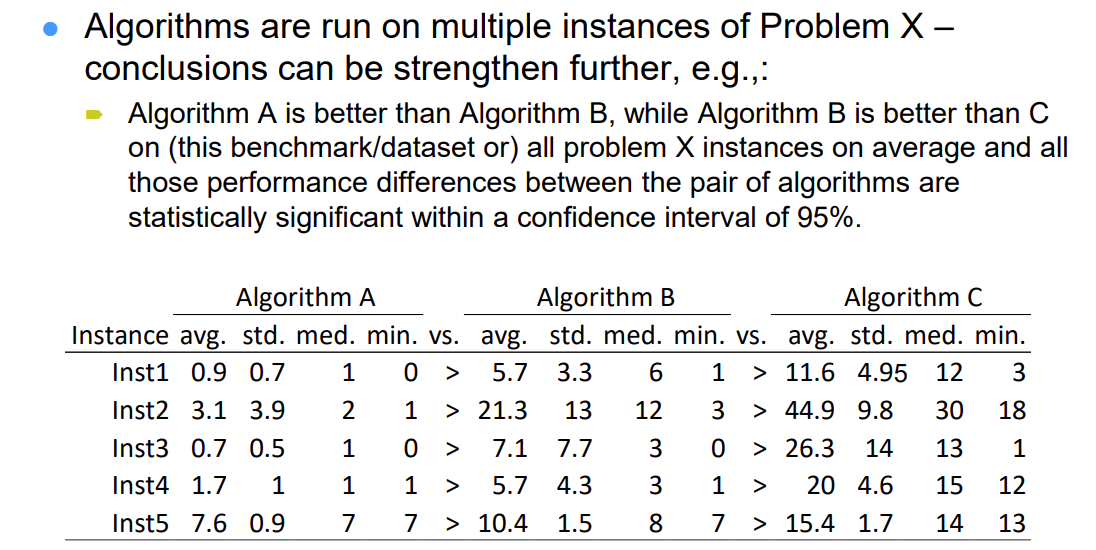 Algorithms are run on multiple instances of Problem X –
conclusions can be strengthen further, e.g.,:
Algorithm A is better than Algorithm B, while Algorithm B is better than C
on (this benchmark/dataset or) all problem X instances on average and all
those performance differences between the pair of algorithms are
statistically significant within a confidence interval of 95%.
Algorithm A Algorithm B Algorithm C
Instance avg. std. med. min. vs. avg. std. med. min. vs. avg. std. med. min.
Inst1 0.9 0.7 1 0 > 5.7 3.3 6 1 > 11.6 4.95 12 3
Inst2 3.1 3.9 2 1 > 21.3 13 12 3 > 44.9 9.8 30 18
Inst3 0.7 0.5 1 0 > 7.1 7.7 3 0 > 26.3 14 13 1
Inst4 1.7 1 1 1 > 5.7 4.3 3 1 > 20 4.6 15 12
Inst5 7.6 0.9 7 7 > 10.4 1.5 8 7 > 15.4 1.7 14 13